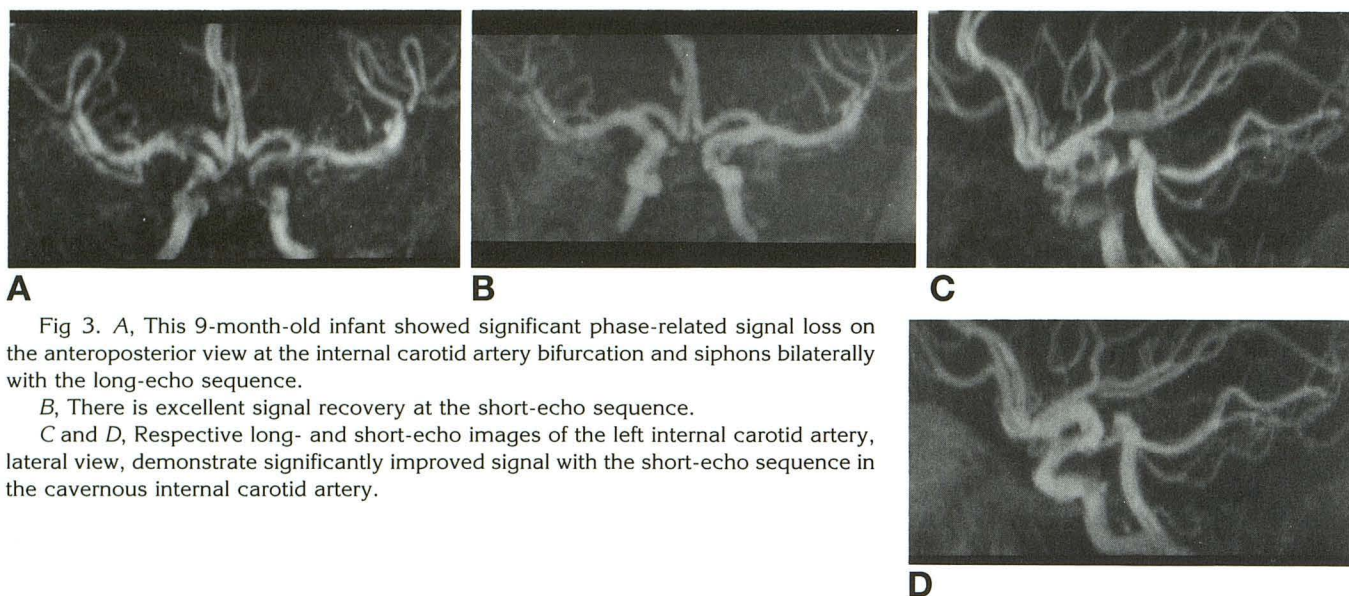 A
B
C
Fig 3. A, This 9-month-old infant showed significant phase-related signal loss on
the anteroposterior view at the internal carotid artery bifurcation and siphons bilaterally
with the long-echo sequence.
B, There is excellent signal recovery at the short-echo sequence.
C and D, Respective long- and short-echo images of the left internal carotid artery,
lateral view, demonstrate significantly improved signal with the short-echo sequence in
the cavernous internal carotid artery.
D